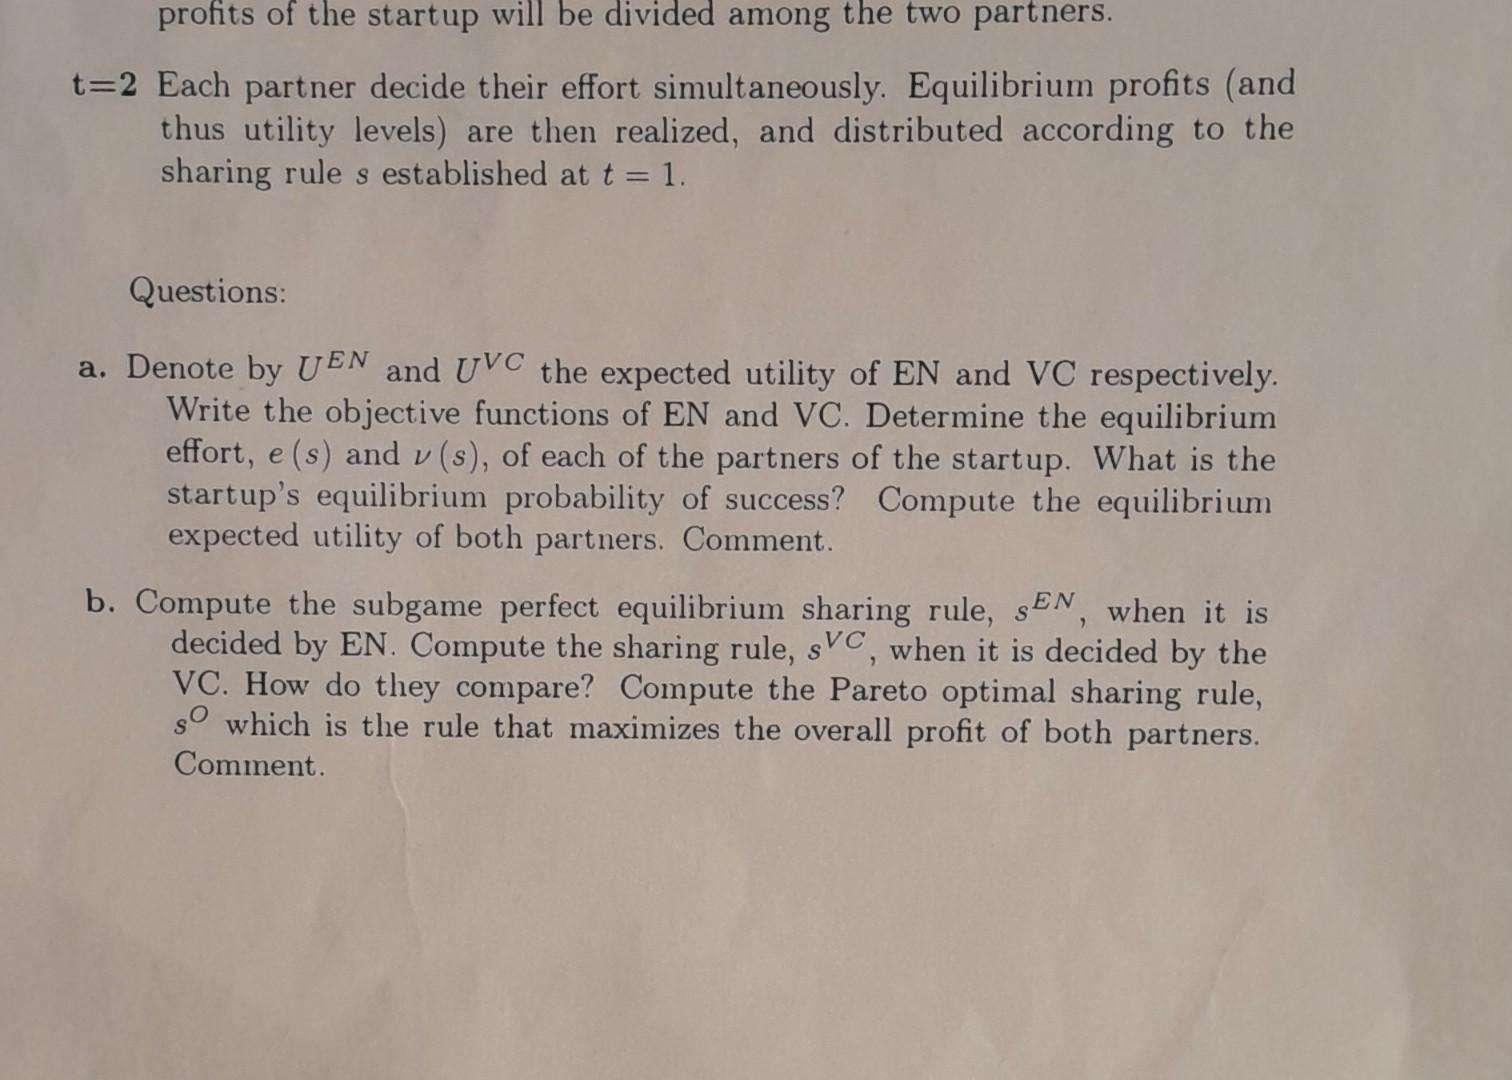 profits of the startup will be divided among the two partners.
t=2 Each partner decide their effort simultaneously. Equilibrium profits (and
thus utility levels) are then realized, and distributed according to the
sharing rule s established at t = 1.
Questions:
a. Denote by U^{EN} and U^{VC} the expected utility of EN and VC respectively.
Write the objective functions of EN and VC. Determine the equilibrium
effort, e (s) and ν (s), of each of the partners of the startup. What is the
startup's equilibrium probability of success? Compute the equilibrium
expected utility of both partners. Comment.
b. Compute the subgame perfect equilibrium sharing rule, s^{EN}, when it is
decided by EN. Compute the sharing rule, s^{VC}, when it is decided by the
VC. How do they compare? Compute the Pareto optimal sharing rule,
s^{O} which is the rule that maximizes the overall profit of both partners.
Comment.